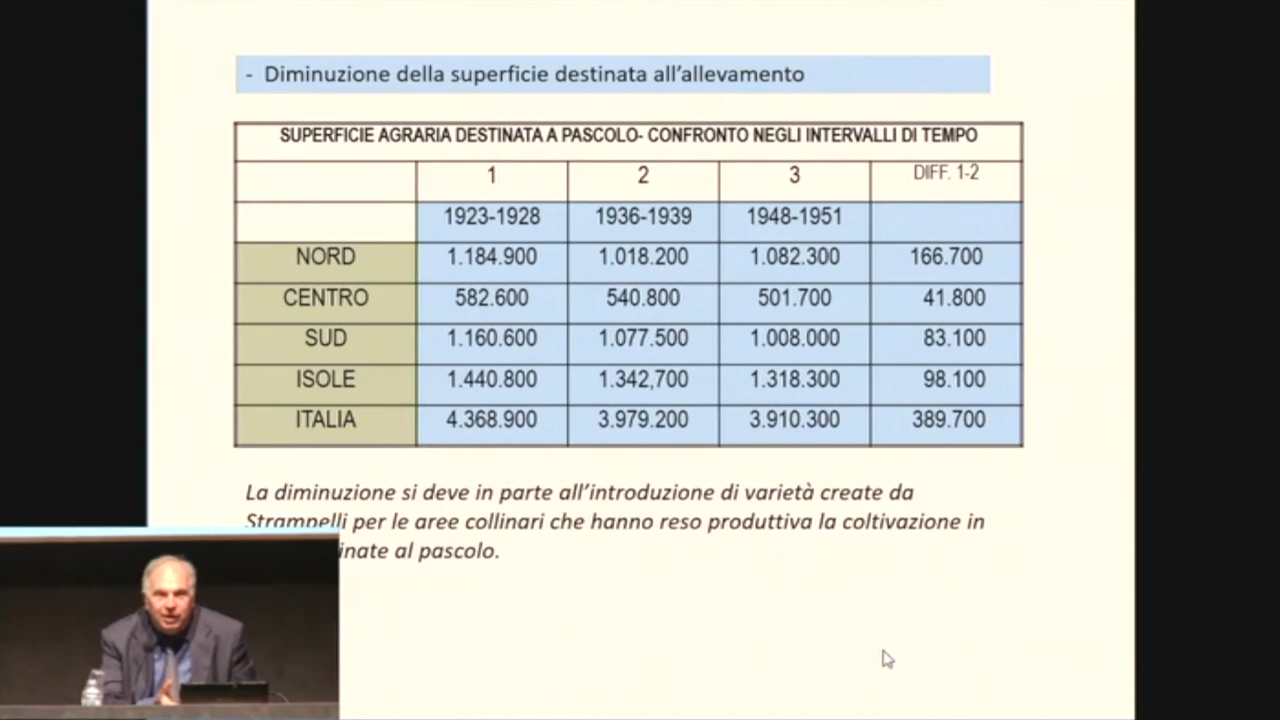 - Diminuzione della superficie destinata all'allevamento
SUPERFICIE AGRARIA DESTINATA A PASCOLO- CONFRONTO NEGLI INTERVALLI DI TEMPO
1 2 3 DIFF. 1-2
1923-1928 1936-1939 1948-1951
NORD 1.184.900 1.018.200 1.082.300 166.700
CENTRO 582.600 540.800 501.700 41.800
SUD 1.160.600 1.077.500 1.008.000 83.100
ISOLE 1.440.800 1.342,700 1.318.300 98.100
ITALIA 4.368.900 3.979.200 3.910.300 389.700
La diminuzione si deve in parte all'introduzione di varietà create da
Strampelli per le aree collinari che hanno reso produttiva la coltivazione in
al pascolo.